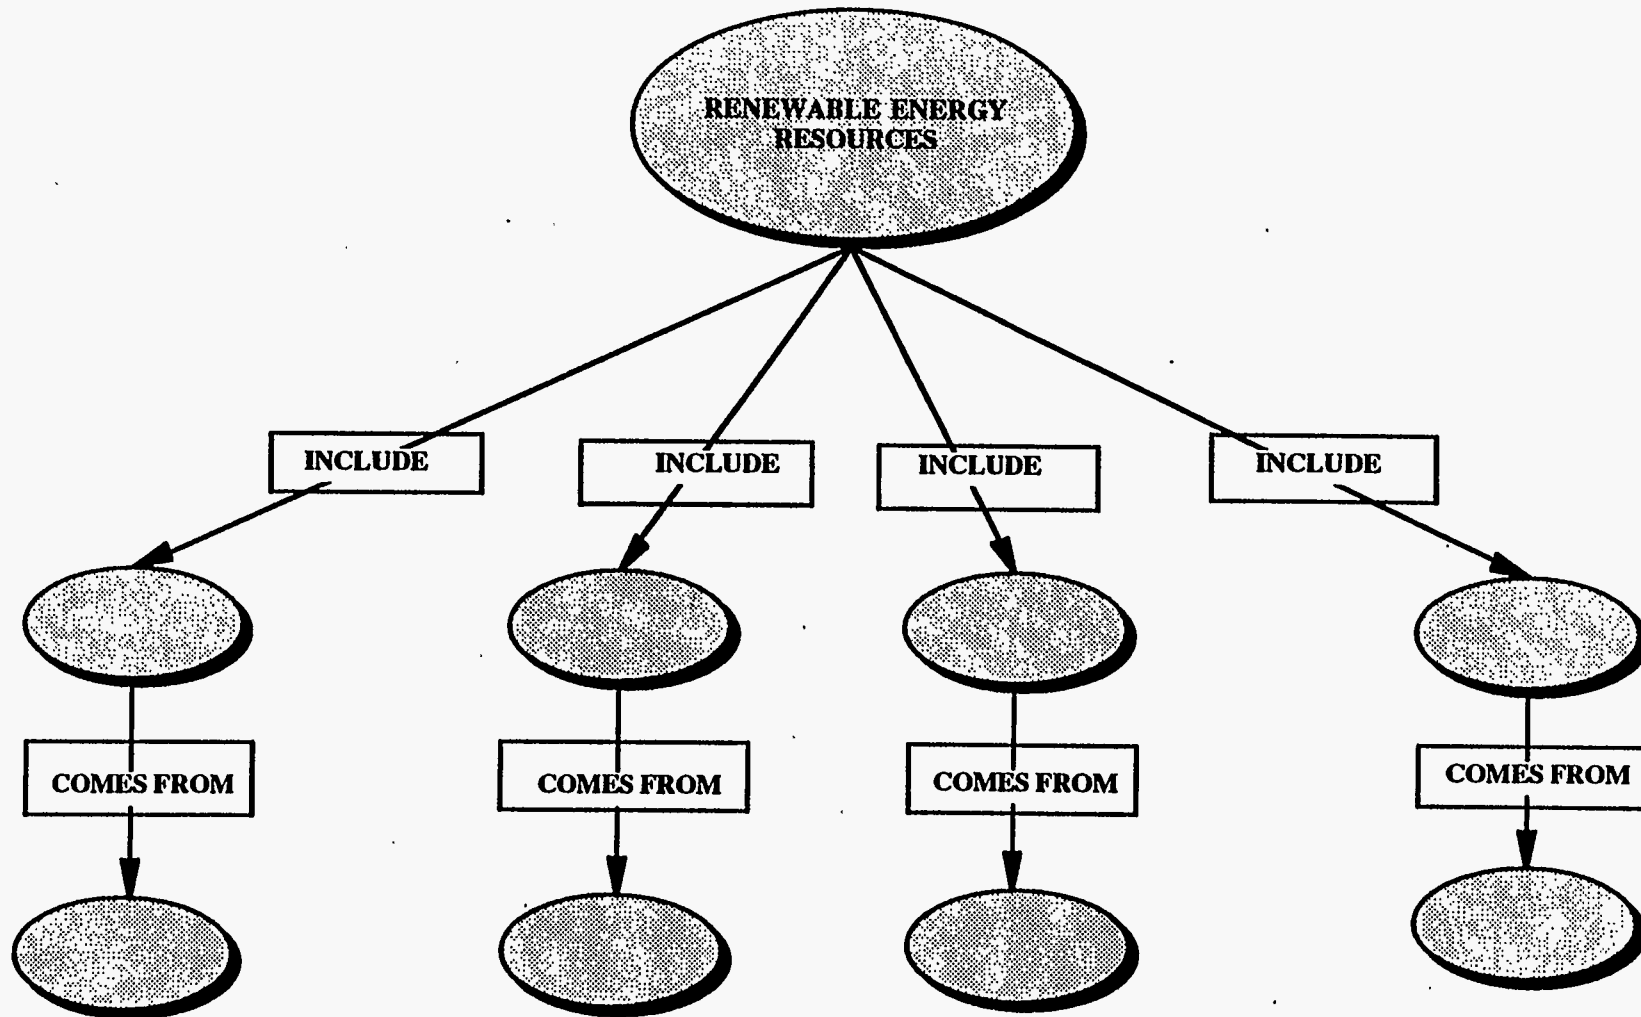 RENEWABLE ENERGY
RESOURCES
INCLUDE
INCLUDE
INCLUDE
INCLUDE
COMES FROM
COMES FROM
COMES FROM
COMES FROM